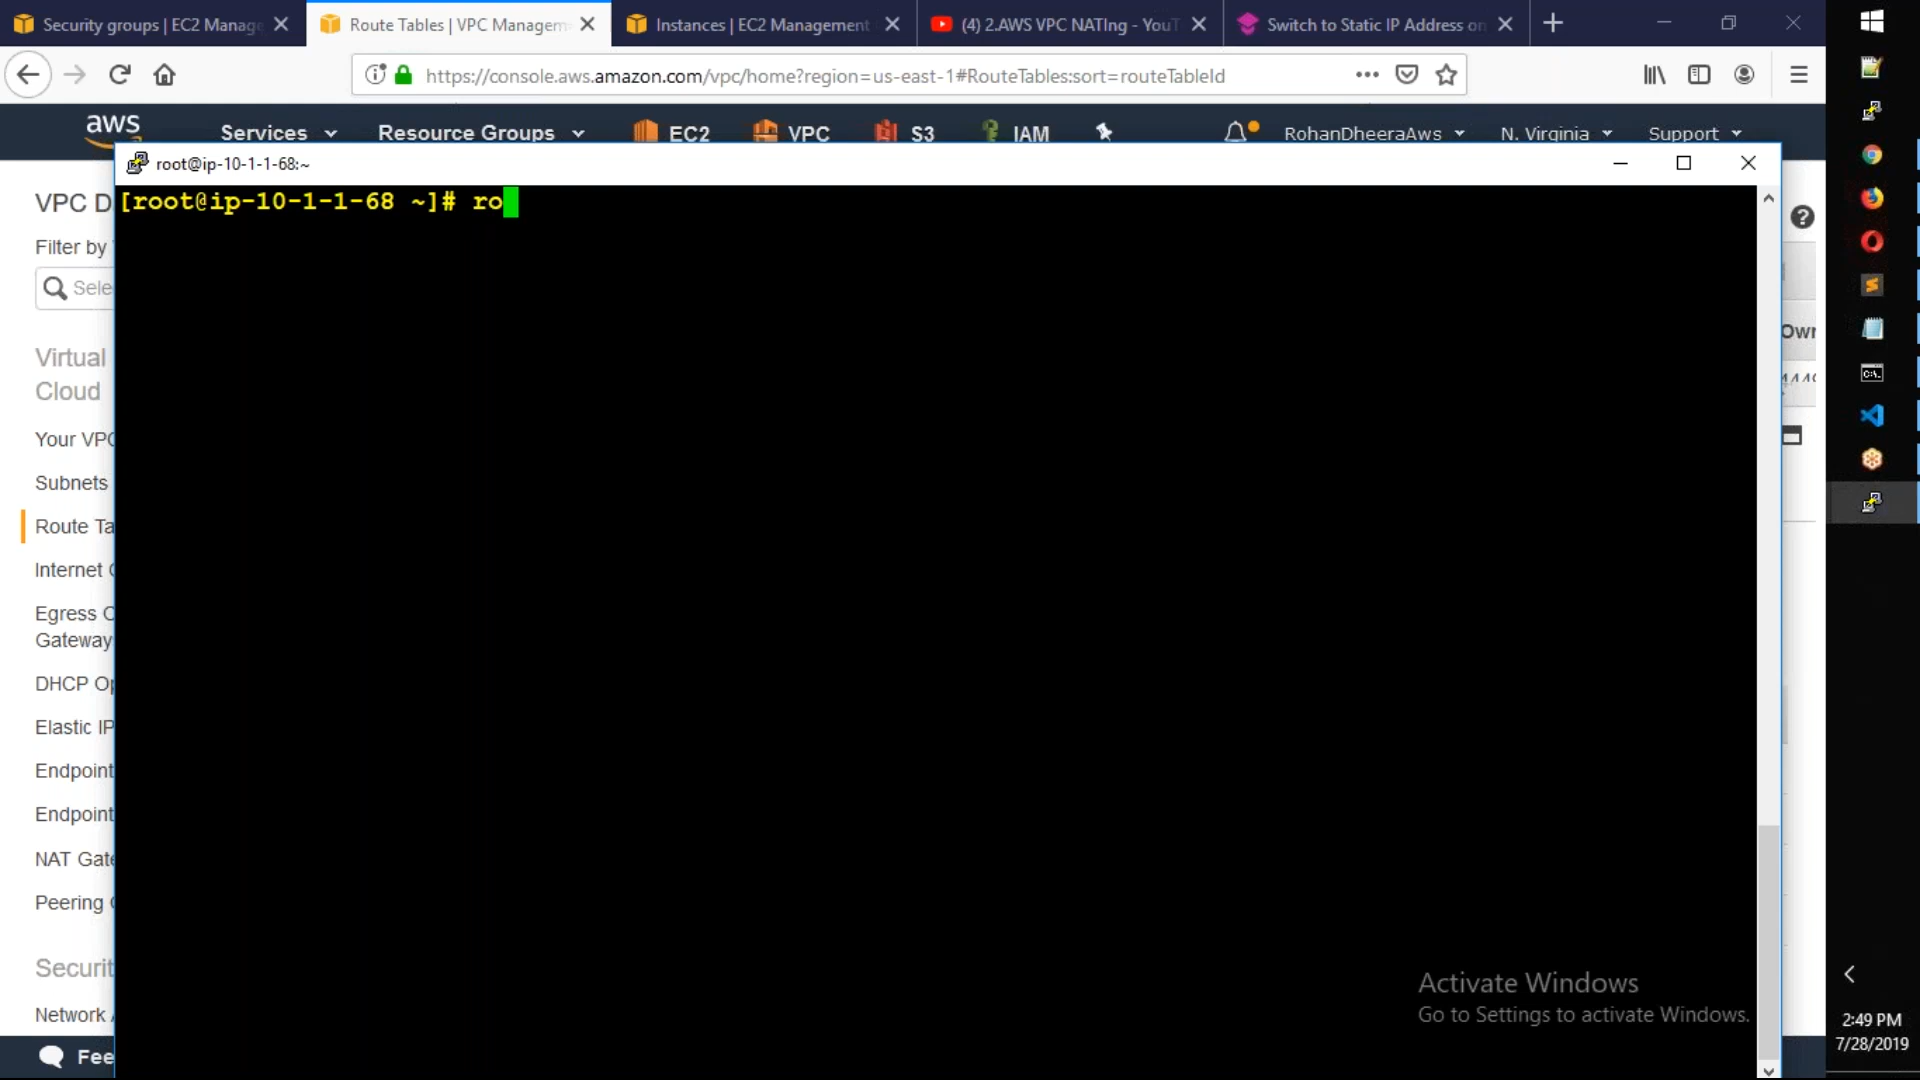 Security groups | EC2 Manage
Route Tables | VPC Managem
Instances | EC2 Management
(4) 2.AWS VPC NATIng - YouT
Switch to Static IP Address on
https://console.aws.amazon.com/vpc/home?region=us-east-1#RouteTables:sort=routeTableId
aws
Services
Resource Groups
EC2
VPC
S3
IAM
RohanDheeraAws
N. Virginia
Support
root@ip-10-1-1-68:~
[root@ip-10-1-1-68 ~]# ro
VPC D
Filter by
Sele
Own
Virtual
Cloud
Your VPC
Subnets
Route Ta
Internet
Egress O
Gateway
DHCP Op
Elastic IP
Endpoint
Endpoint
NAT Gate
Peering
Securit
Network
Fee
Activate Windows
Go to Settings to activate Windows.
2:49 PM
7/28/2019